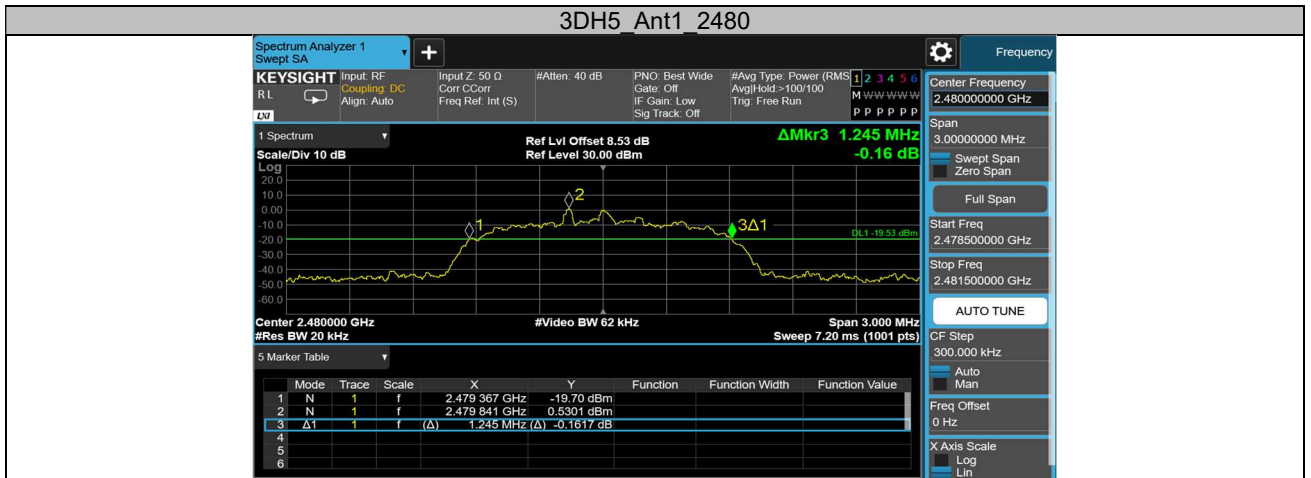 3DH5_Ant1_2480
Spectrum Analyzer 1
Swept SA
+
Frequency
KEYSIGHT
RL
LXI
Input: RF
Coupling: DC
Align: Auto
Input Z: 50 Ω
Corr CCorr
Freq Ref: Int (S)
#Atten: 40 dB
PNO: Best Wide
Gate: Off
IF Gain: Low
Sig Track: Off
#Avg Type: Power (RMS
Avg|Hold:>100/100
Trig: Free Run
1 2 3 4 5 6
M W W W W W
P P P P P P
1 Spectrum
Scale/Div 10 dB
Ref Lvl Offset 8.53 dB
Ref Level 30.00 dBm
ΔMkr3 1.245 MHz
-0.16 dB
Log
20.0
10.0
0.00
-10.0
-20.0
-30.0
-40.0
-50.0
-60.0
1
2
3Δ1
DL1 -19.53 dBm
Center 2.480000 GHz
#Video BW 62 kHz
Span 3.000 MHz
#Res BW 20 kHz
Sweep 7.20 ms (1001 pts)
5 Marker Table
Mode Trace Scale X Y Function Function Width Function Value
1 N 1 f 2.479 367 GHz -19.70 dBm
2 N 1 f 2.479 841 GHz 0.5301 dBm
3 Δ1 1 f (Δ) 1.245 MHz (Δ) -0.1617 dB
4
5
6
Center Frequency
2.480000000 GHz
Span
3.00000000 MHz
Swept Span
Zero Span
Full Span
Start Freq
2.478500000 GHz
Stop Freq
2.481500000 GHz
AUTO TUNE
CF Step
300.000 kHz
Auto
Man
Freq Offset
0 Hz
X Axis Scale
Log
Lin